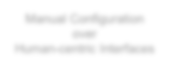 Manual Configuration
over
Human-centric Interfaces